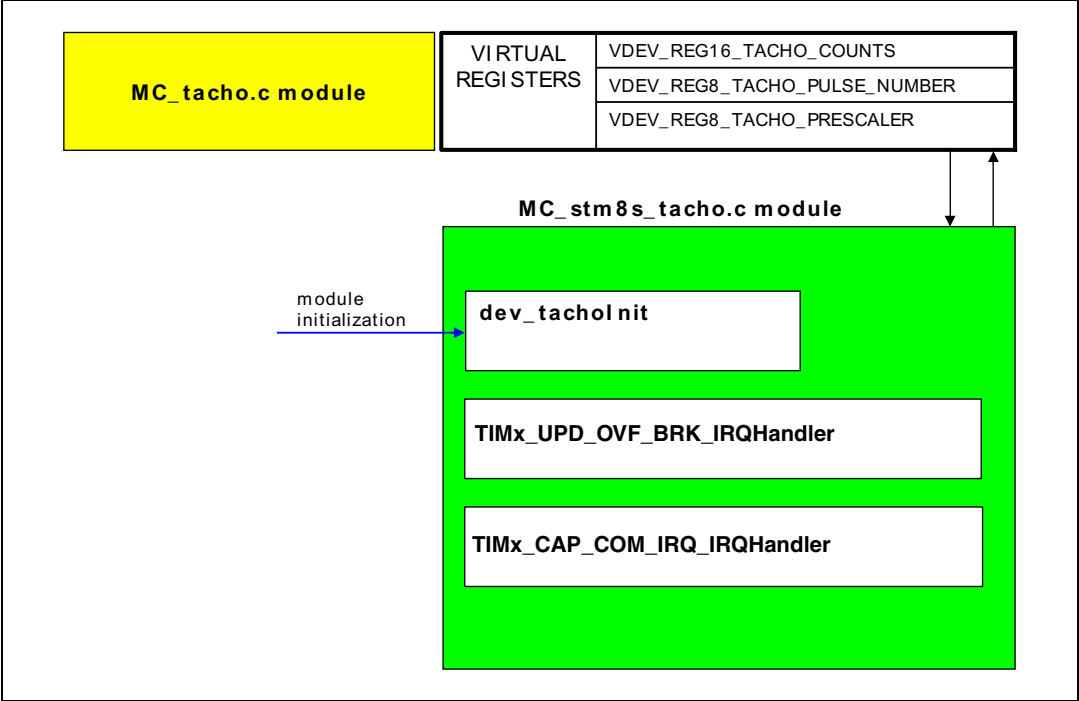 MC_tacho.c module
VIRTUAL
REGISTERS
VDEV_REG16_TACHO_COUNTS
VDEV_REG8_TACHO_PULSE_NUMBER
VDEV_REG8_TACHO_PRESCALER
MC_stm8s_tacho.c module
module
initialization
dev_tachoInit
TIMx_UPD_OVF_BRK_IRQHandler
TIMx_CAP_COM_IRQ_IRQHandler